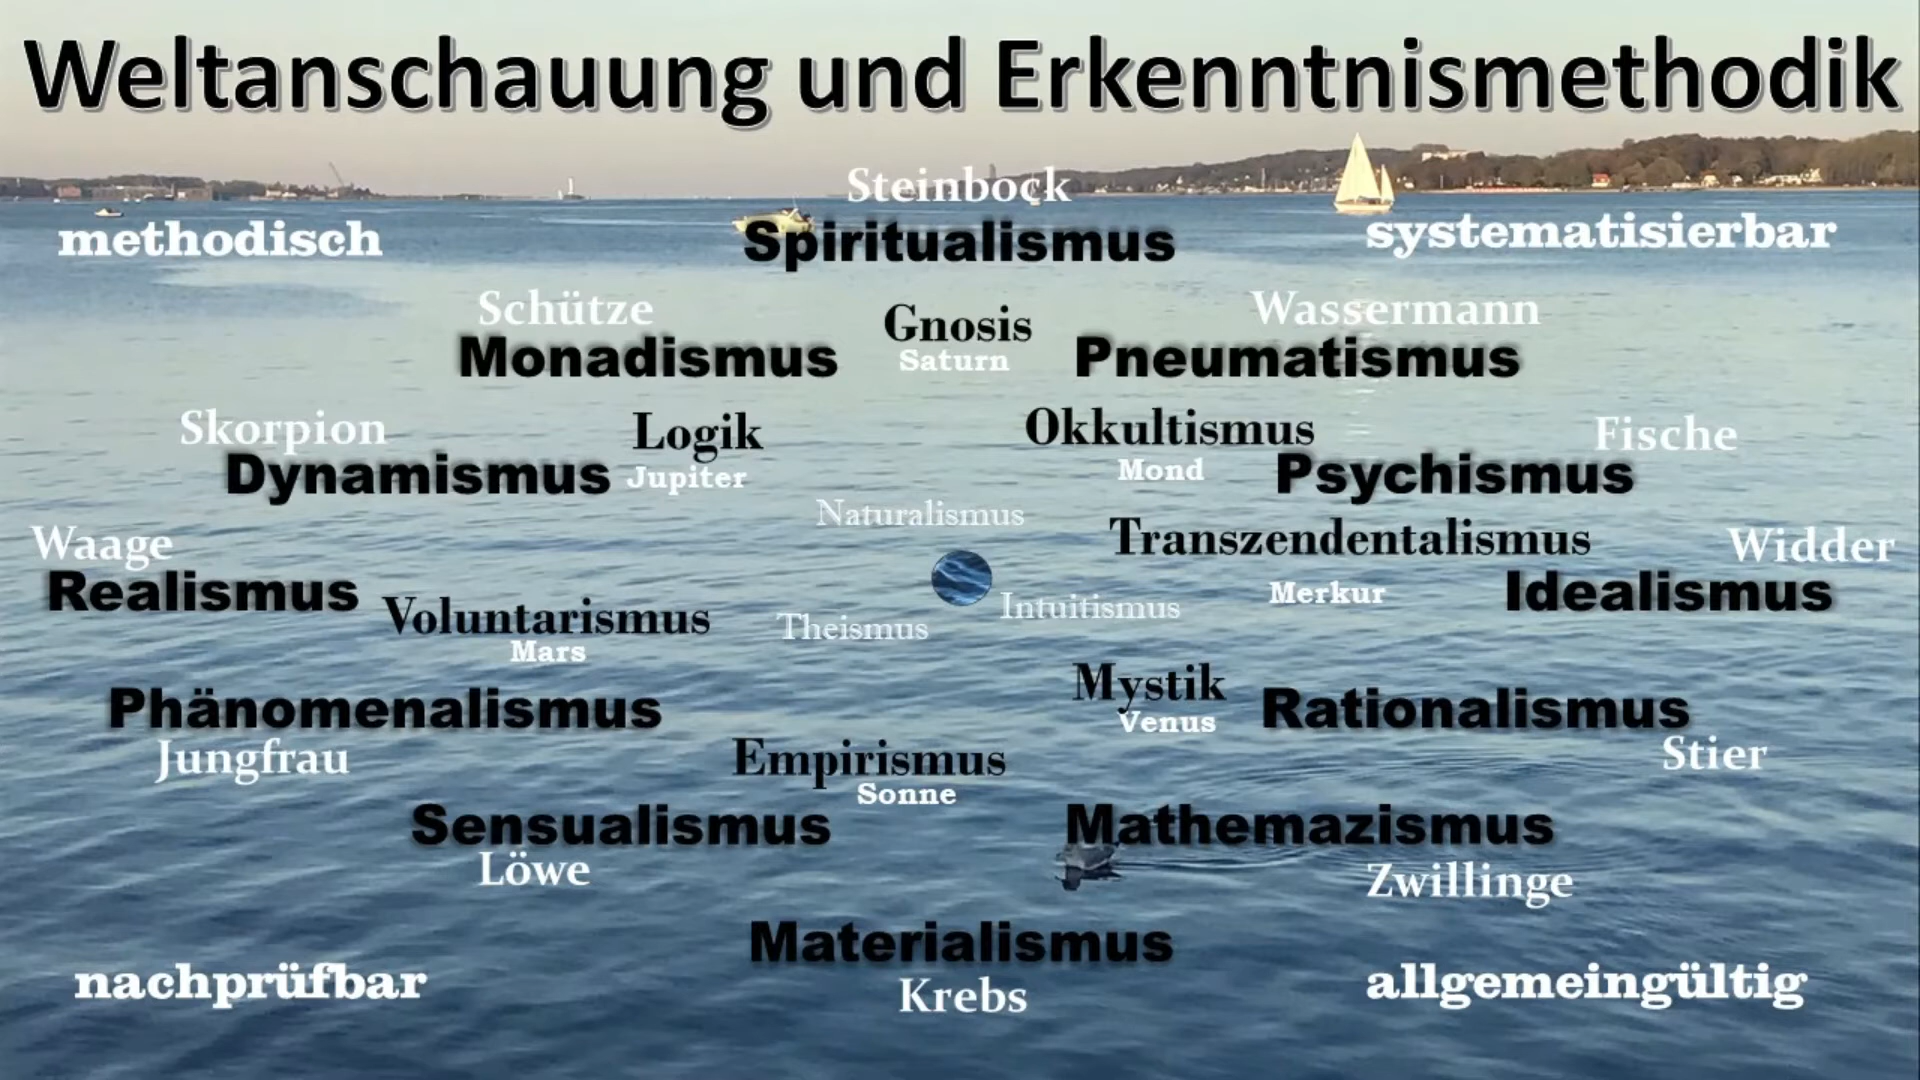 Weltanschauung und Erkenntnismethodik
Steinbock
methodisch
Spiritualismus
systematisierbar
Schütze
Gnosis
Wassermann
Monadismus
Saturn
Pneumatismus
Skorpion
Logik
Okkultismus
Fische
Dynamismus
Jupiter
Mond
Psychismus
Naturalismus
Waage
Transzendentalismus
Widder
Realismus
Merkur
Idealismus
Voluntarismus
Theismus
Intuitismus
Mars
Mystik
Phänomenalismus
Venus
Rationalismus
Jungfrau
Empirismus
Stier
Sonne
Sensualismus
Mathemazismus
Löwe
Zwillinge
Materialismus
nachprüfbar
Krebs
allgemeingültig